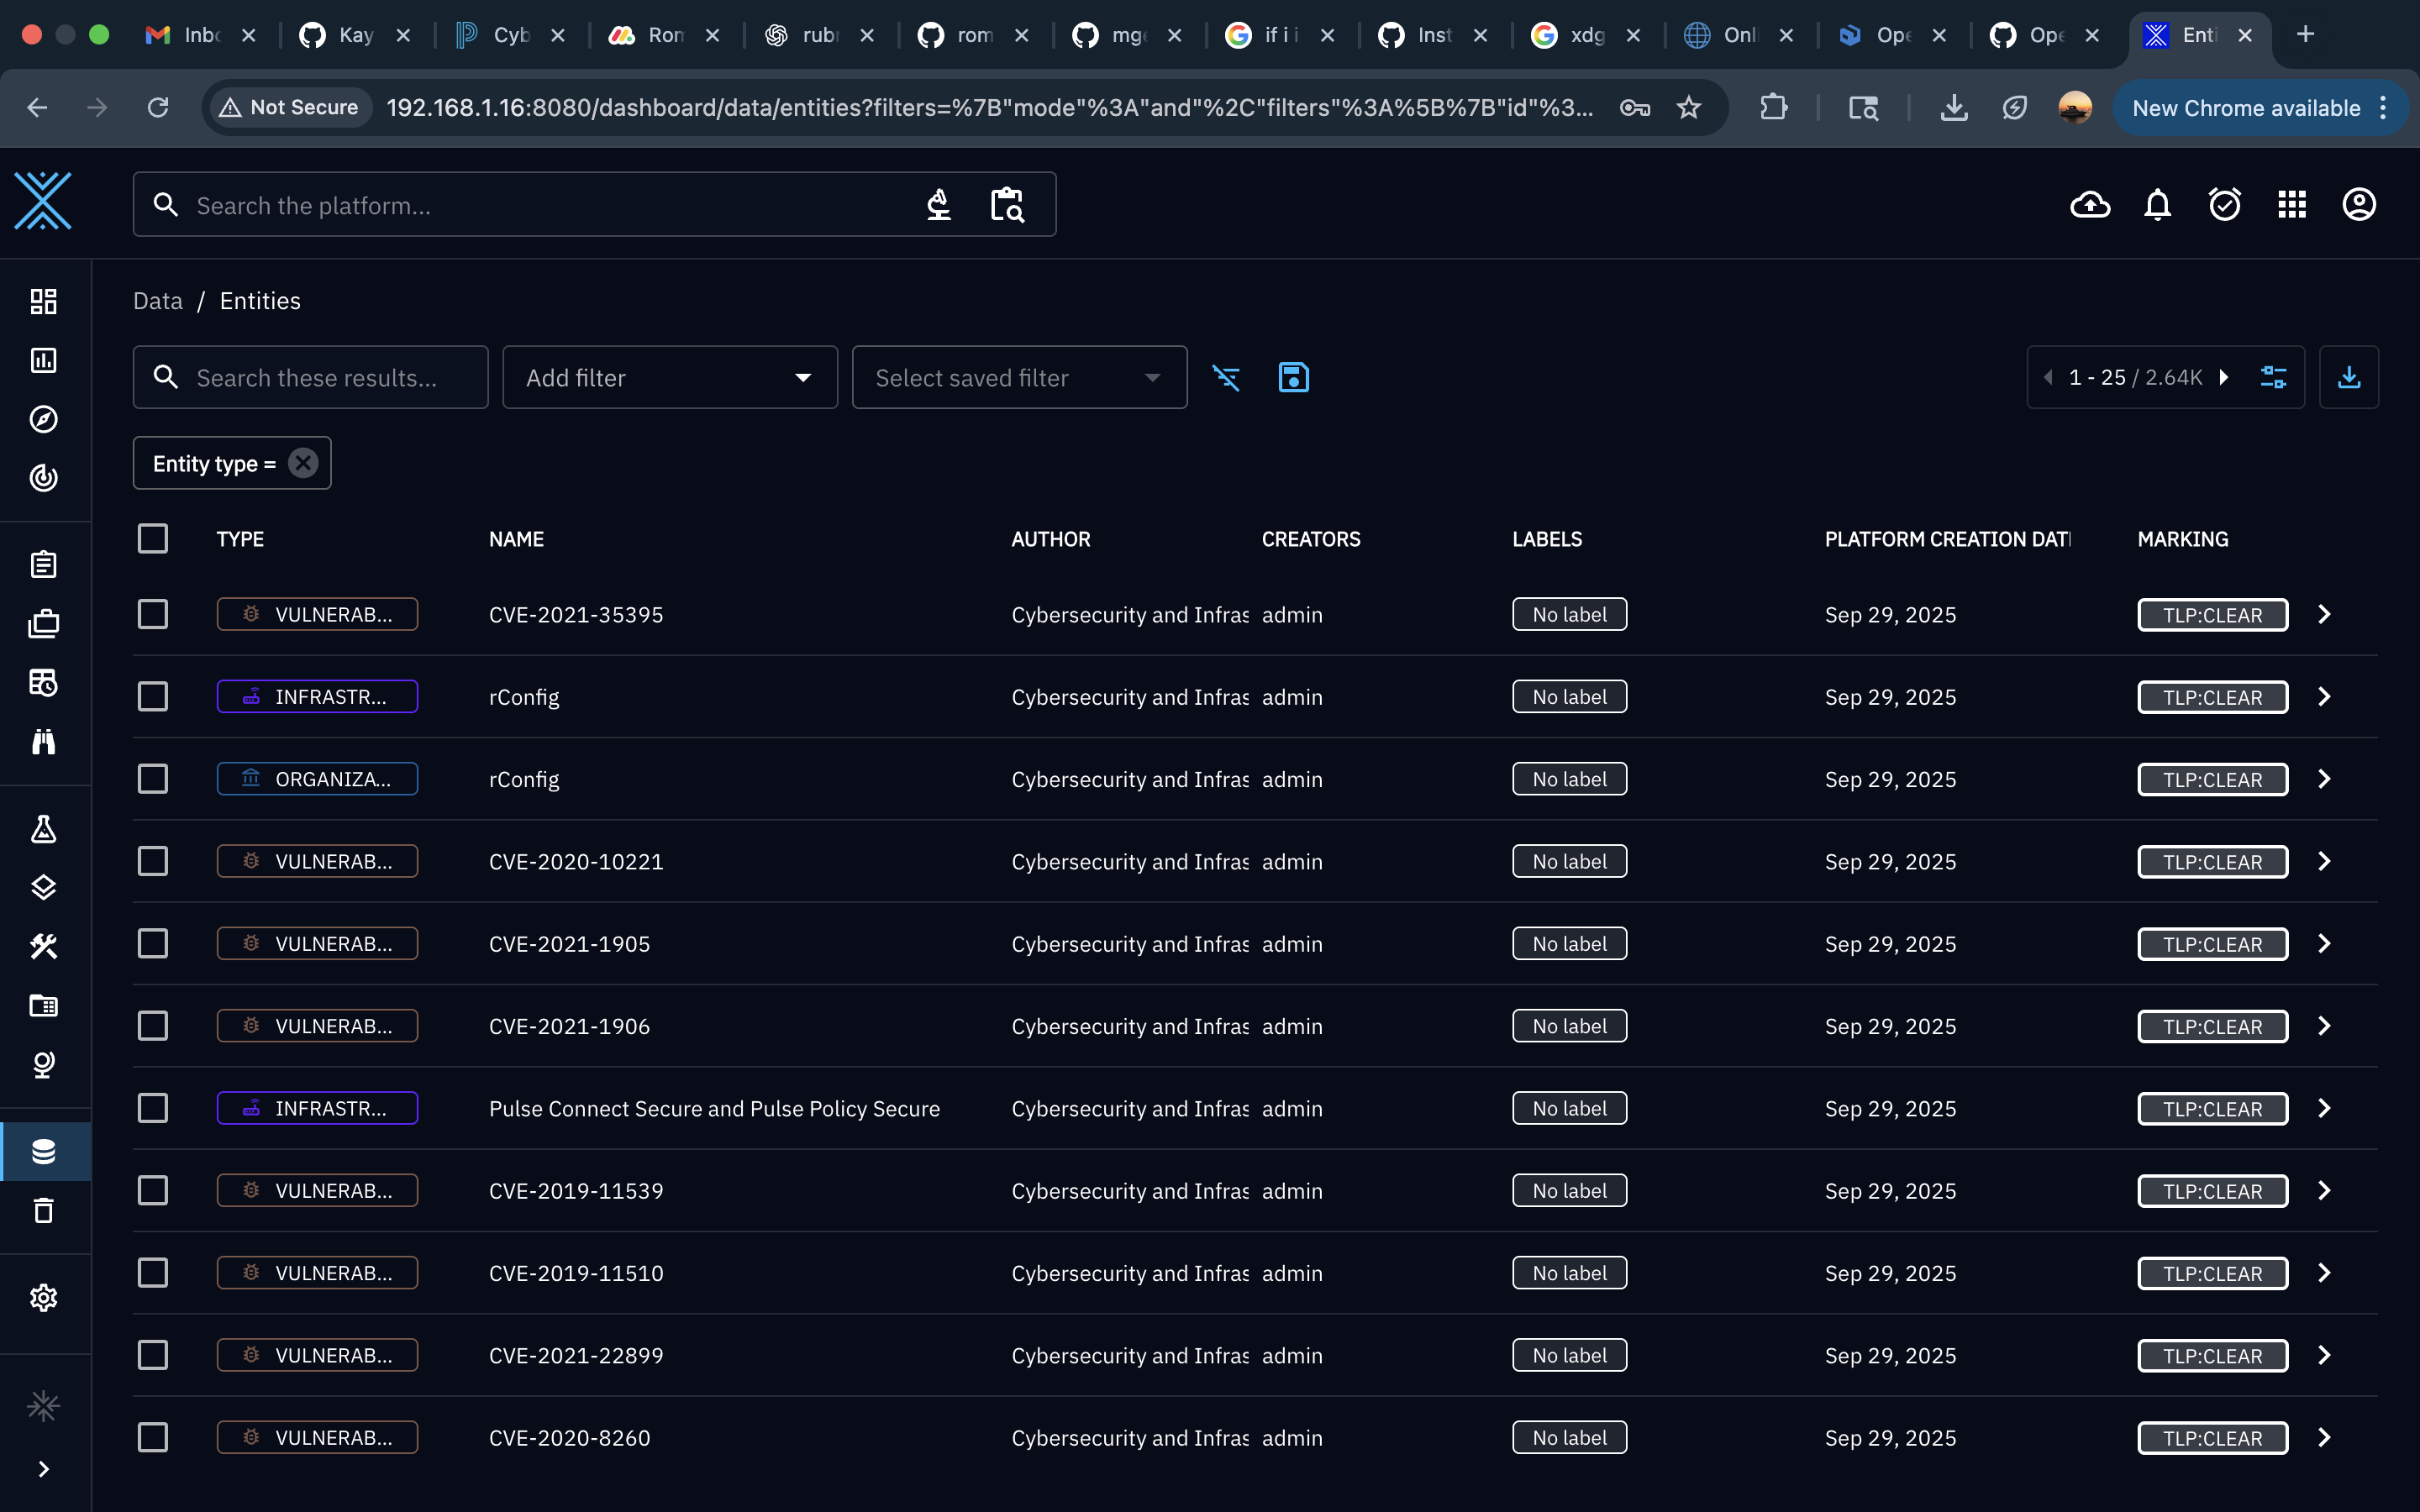 Inbo Kay Cyb Rom rubr rom mge if i i Inst xdg Onli Ope Ope Enti
Not Secure 192.168.1.16:8080/dashboard/data/entities?filters=%7B"mode"%3A"and"%2C"filters"%3A%5B%7B"id"%3... New Chrome available
Search the platform...
Data / Entities
Search these results... Add filter Select saved filter 1 - 25 / 2.64K
Entity type =
TYPE NAME AUTHOR CREATORS LABELS PLATFORM CREATION DAT MARKING
VULNERAB... CVE-2021-35395 Cybersecurity and Infras admin No label Sep 29, 2025 TLP:CLEAR
INFRASTR... rConfig Cybersecurity and Infras admin No label Sep 29, 2025 TLP:CLEAR
ORGANIZA... rConfig Cybersecurity and Infras admin No label Sep 29, 2025 TLP:CLEAR
VULNERAB... CVE-2020-10221 Cybersecurity and Infras admin No label Sep 29, 2025 TLP:CLEAR
VULNERAB... CVE-2021-1905 Cybersecurity and Infras admin No label Sep 29, 2025 TLP:CLEAR
VULNERAB... CVE-2021-1906 Cybersecurity and Infras admin No label Sep 29, 2025 TLP:CLEAR
INFRASTR... Pulse Connect Secure and Pulse Policy Secure Cybersecurity and Infras admin No label Sep 29, 2025 TLP:CLEAR
VULNERAB... CVE-2019-11539 Cybersecurity and Infras admin No label Sep 29, 2025 TLP:CLEAR
VULNERAB... CVE-2019-11510 Cybersecurity and Infras admin No label Sep 29, 2025 TLP:CLEAR
VULNERAB... CVE-2021-22899 Cybersecurity and Infras admin No label Sep 29, 2025 TLP:CLEAR
VULNERAB... CVE-2020-8260 Cybersecurity and Infras admin No label Sep 29, 2025 TLP:CLEAR